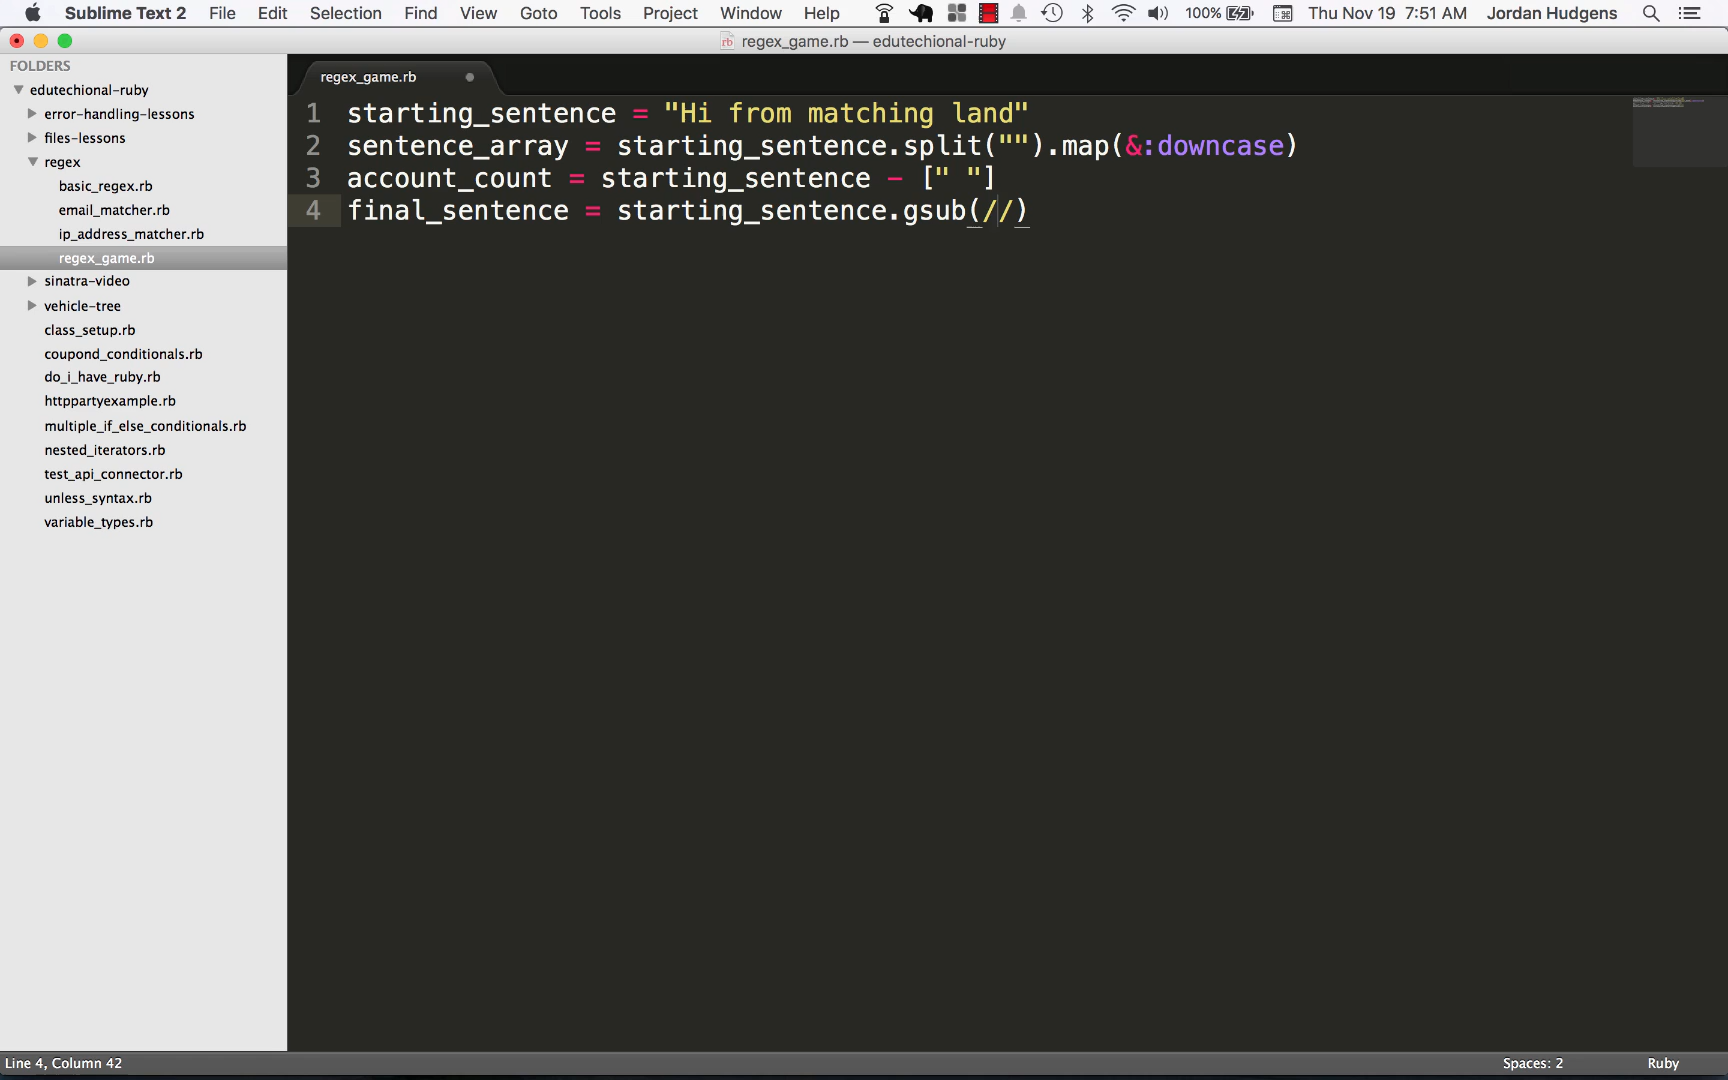 Sublime Text 2 File Edit Selection Find View Goto Tools Project Window Help 100% Thu Nov 19 7:51 AM Jordan Hudgens
regex_game.rb — edutechional-ruby
FOLDERS
edutechional-ruby
error-handling-lessons
files-lessons
regex
basic_regex.rb
email_matcher.rb
ip_address_matcher.rb
regex_game.rb
sinatra-video
vehicle-tree
class_setup.rb
coupond_conditionals.rb
do_i_have_ruby.rb
httppartyexample.rb
multiple_if_else_conditionals.rb
nested_iterators.rb
test_api_connector.rb
unless_syntax.rb
variable_types.rb
regex_game.rb
1 starting_sentence = "Hi from matching land"
2 sentence_array = starting_sentence.split("").map(&:downcase)
3 account_count = starting_sentence - [" "]
4 final_sentence = starting_sentence.gsub(//)
Line 4, Column 42 Spaces: 2 Ruby